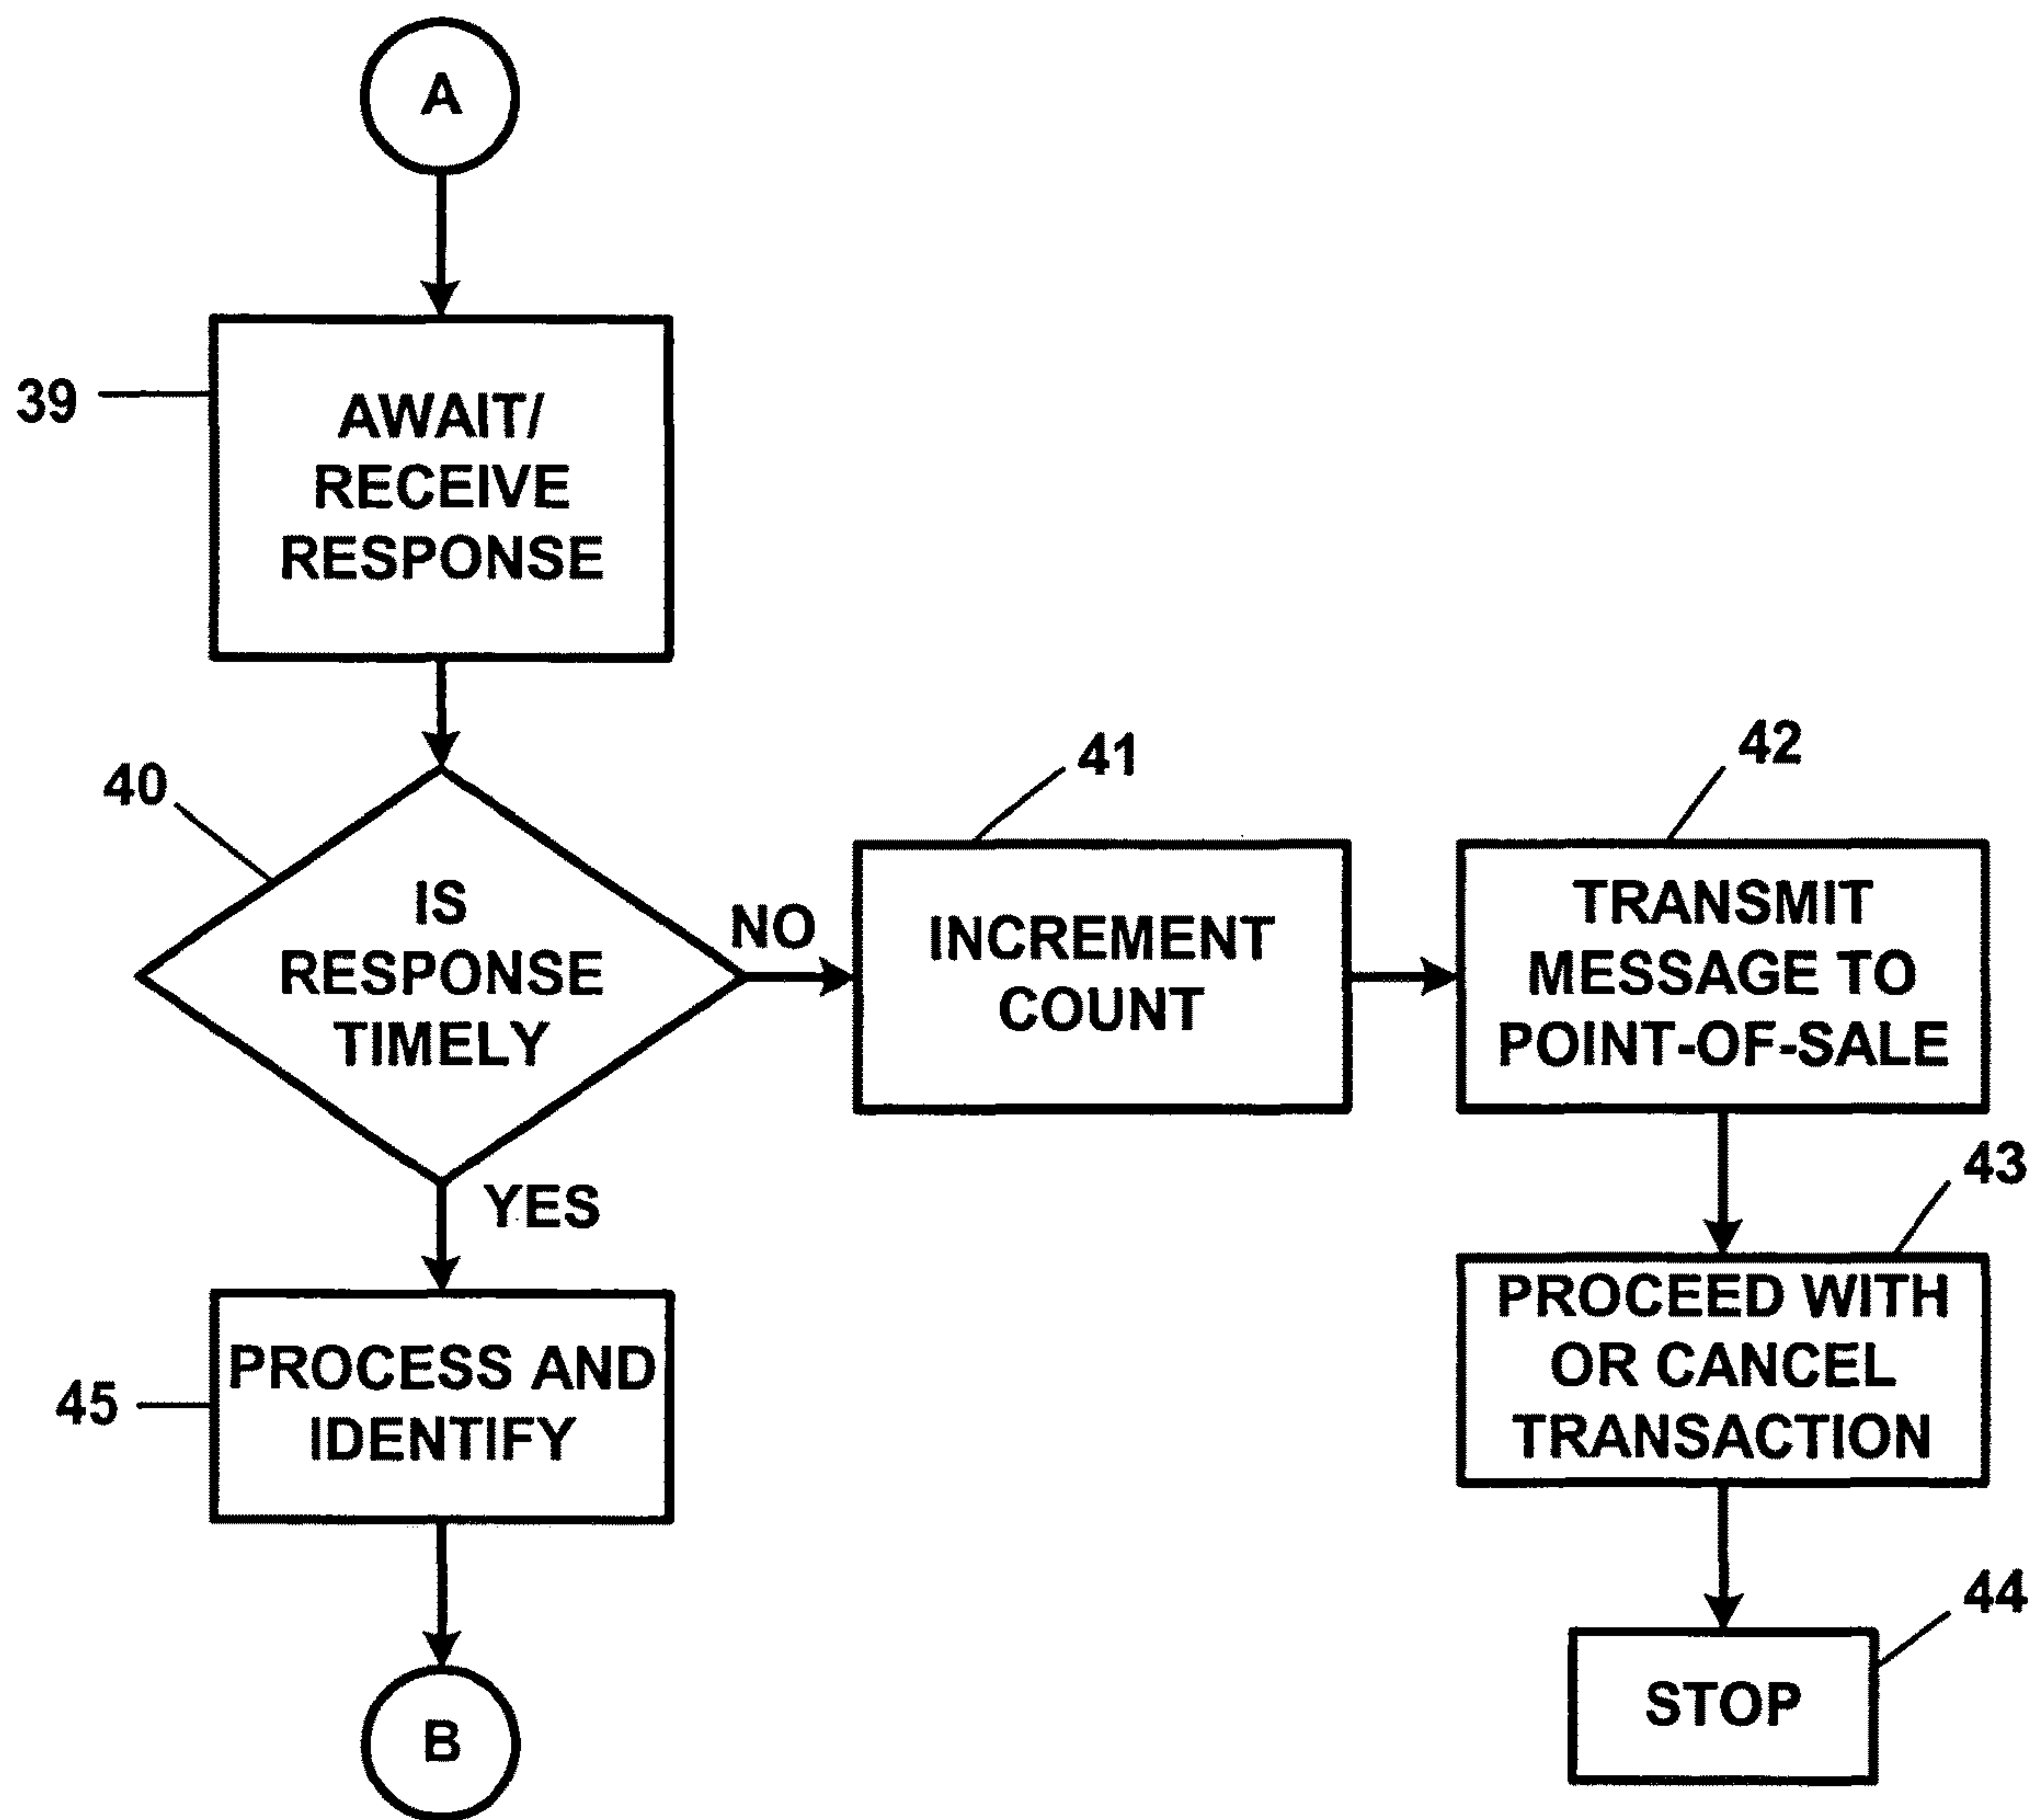 A
39
AWAIT/
RECEIVE
RESPONSE
40
IS
RESPONSE
TIMELY
NO
41
INCREMENT
COUNT
42
TRANSMIT
MESSAGE TO
POINT-OF-SALE
43
PROCEED WITH
OR CANCEL
TRANSACTION
44
STOP
YES
45
PROCESS AND
IDENTIFY
B